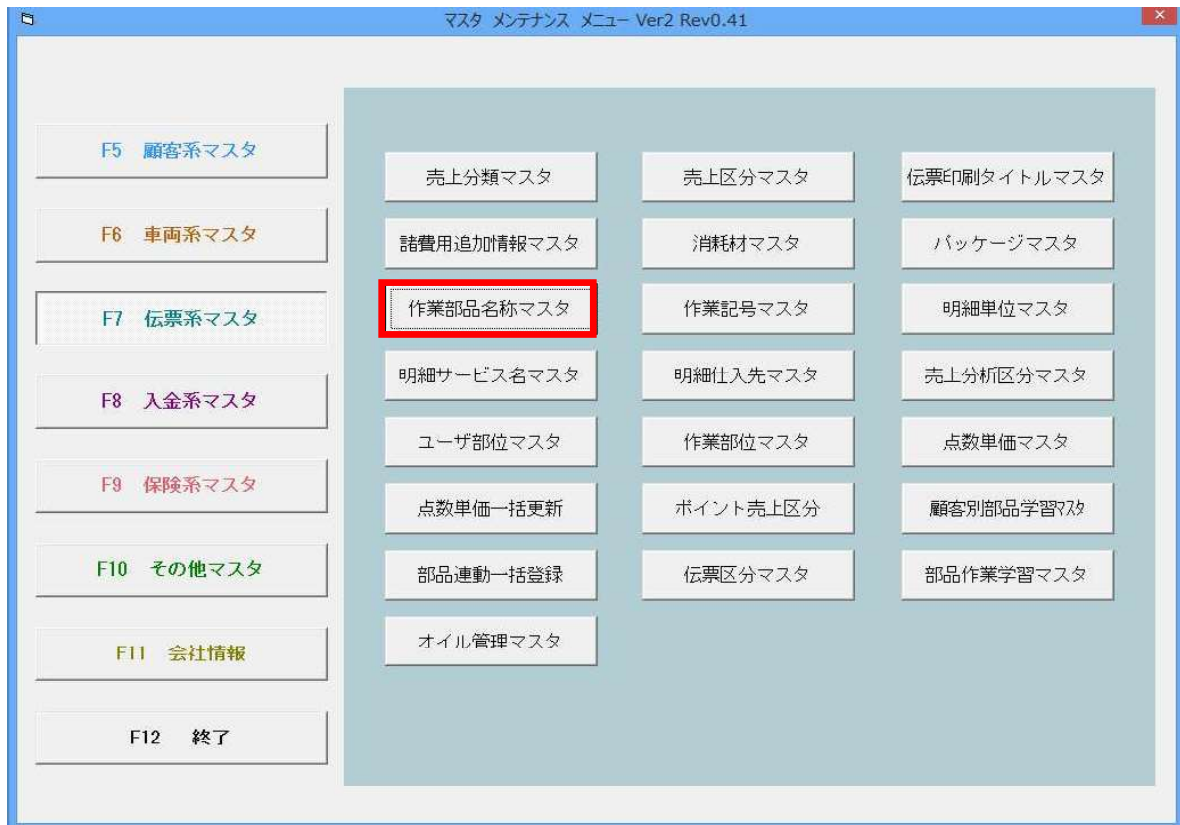 マスタ メンテナンス メニュー Ver2 Rev0.41
F5 顧客系マスタ
F6 車両系マスタ
F7 伝票系マスタ
F8 入金系マスタ
F9 保険系マスタ
F10 その他マスタ
F11 会社情報
F12 終了
売上分類マスタ
売上区分マスタ
伝票印刷タイトルマスタ
諸費用追加情報マスタ
消耗材マスタ
パッケージマスタ
作業部品名称マスタ
作業記号マスタ
明細単位マスタ
明細サービス名マスタ
明細仕入先マスタ
売上分析区分マスタ
ユーザ部位マスタ
作業部位マスタ
点数単価マスタ
点数単価一括更新
ポイント売上区分
顧客別部品学習マスタ
部品連動一括登録
伝票区分マスタ
部品作業学習マスタ
オイル管理マスタ